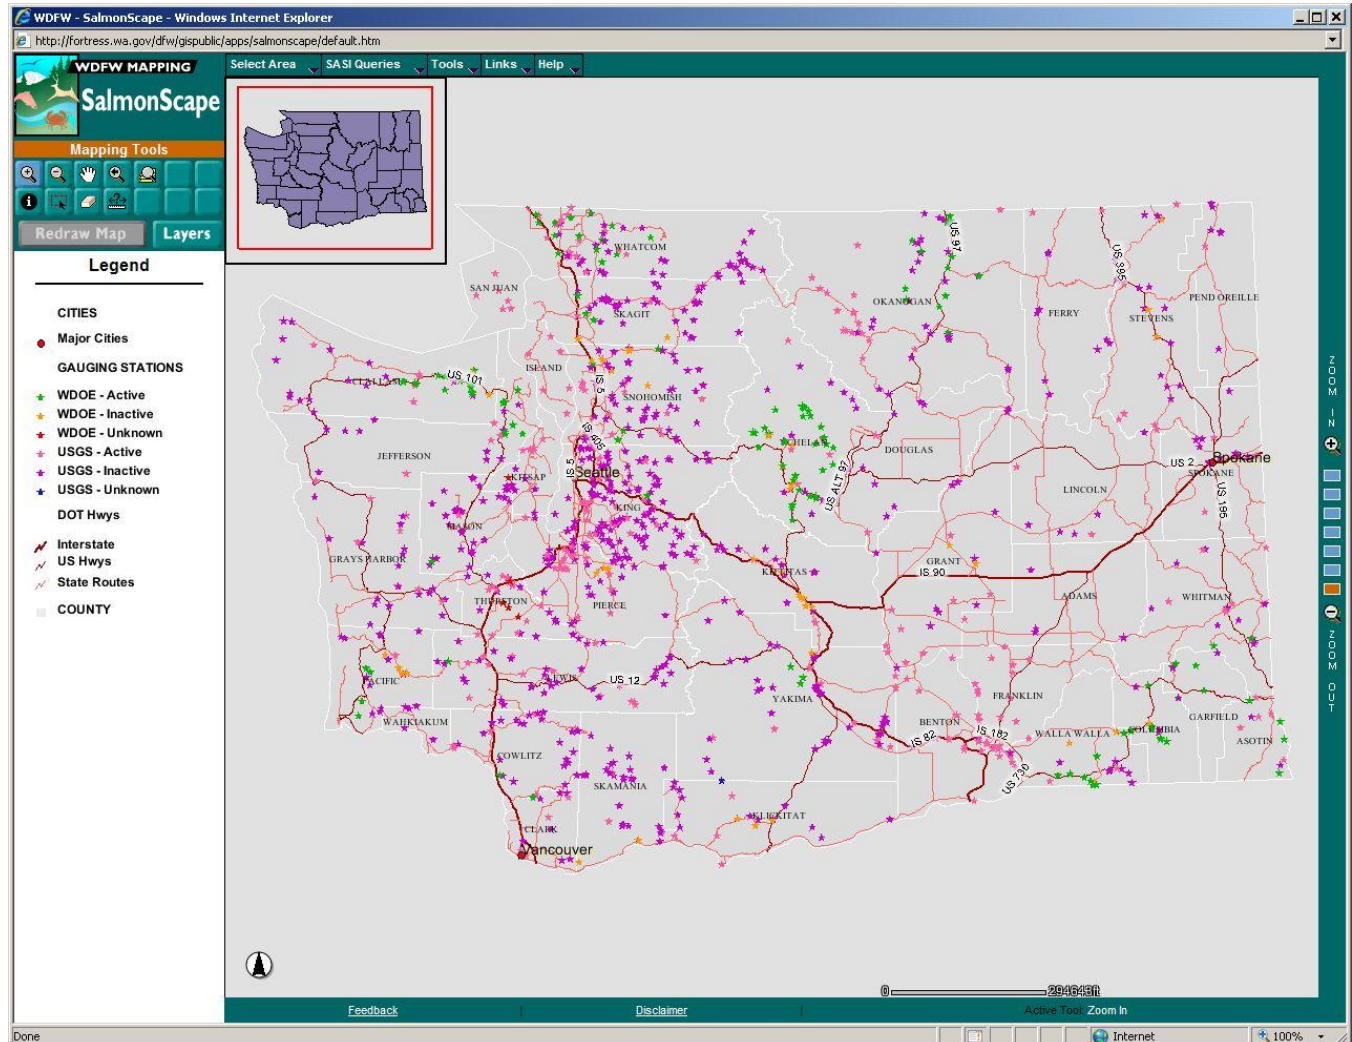 WDFW - SalmonScape - Windows Internet Explorer
http://fortress.wa.gov/dfw/gispublic/apps/salmonscape/default.htm
WDFW MAPPING
SalmonScape
Select Area
SASI Queries
Tools
Links
Help
Mapping Tools
Redraw Map
Layers
Legend
CITIES
Major Cities
GAUGING STATIONS
WDOE - Active
WDOE - Inactive
WDOE - Unknown
USGS - Active
USGS - Inactive
USGS - Unknown
DOT Hwys
Interstate
US Hwys
State Routes
COUNTY
WHATCOM
US 97
US 395
SAN JUAN
OKANOGAN
PEND OREILLE
SKAGIT
FERRY
STEVENS
ISLAND
CLALLAM
US 101
IS 5
SNOHOMISH
IS 405
CHELAN
DOUGLAS
JEFFERSON
IS 5
Seattle
KITSAP
US ALT 97
US 2
Spokane
SPOKANE
LINCOLN
US 195
KING
MASON
GRAYS HARBOR
GRANT
KITTITAS
IS 90
THURSTON
PIERCE
ADAMS
WHITMAN
PACIFIC
LEWIS
US 12
YAKIMA
FRANKLIN
WAHKIAKUM
BENTON
IS 182
IS 82
WALLA WALLA
COLUMBIA
GARFIELD
ASOTIN
COWLITZ
SKAMANIA
US 730
KLICKITAT
CLARK
Vancouver
ZOOM IN
ZOOM OUT
0
294643ft
Feedback
Disclaimer
Active Tool: Zoom In
Done
Internet
100%